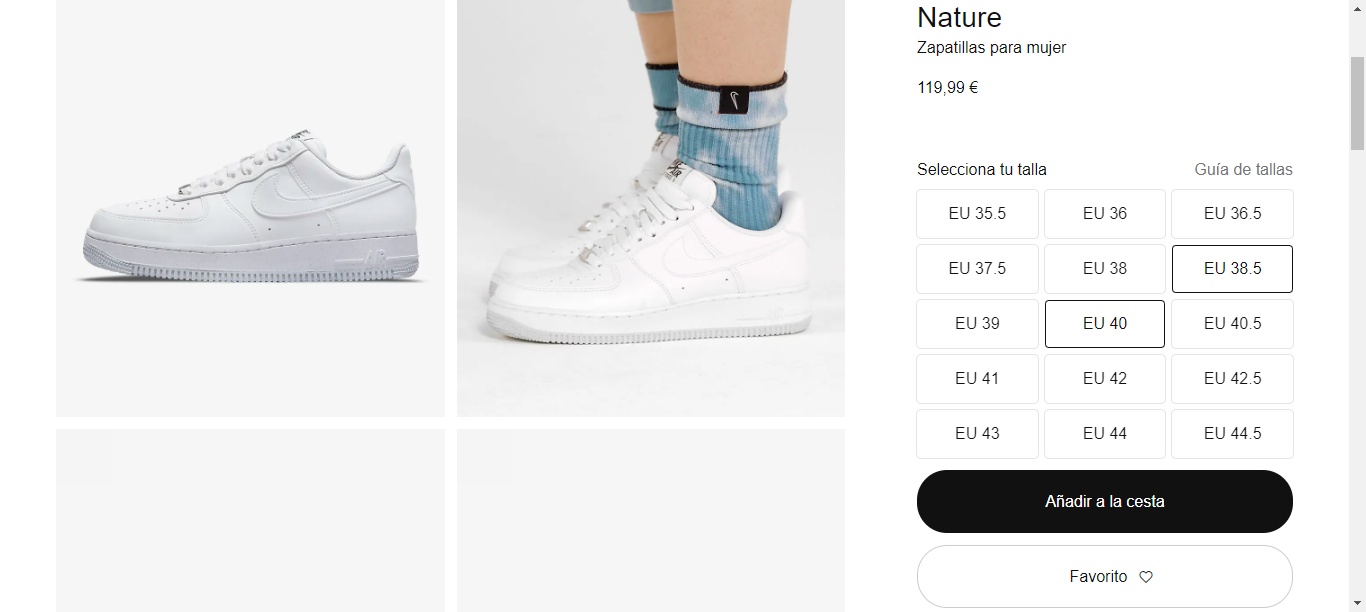 Nature
Zapatillas para mujer
119,99 €
Selecciona tu talla
Guía de tallas
EU 35.5
EU 36
EU 36.5
EU 37.5
EU 38
EU 38.5
EU 39
EU 40
EU 40.5
EU 41
EU 42
EU 42.5
EU 43
EU 44
EU 44.5
Añadir a la cesta
Favorito